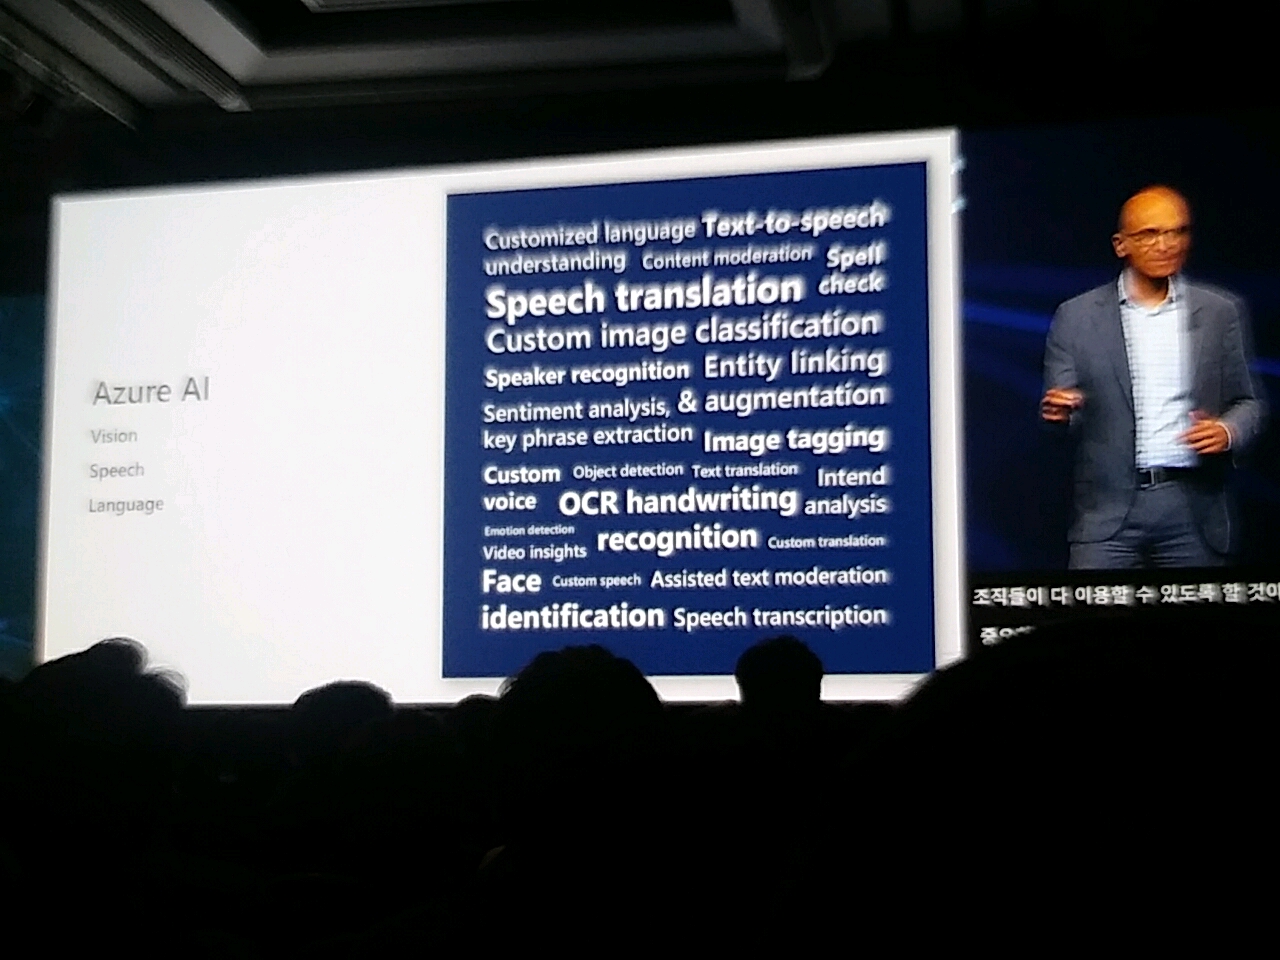 Azure AI
Vision
Speech
Language
Customized language Text-to-speech
understanding Content moderation Spell
Speech translation check
Custom image classification
Speaker recognition Entity linking
Sentiment analysis, & augmentation
key phrase extraction Image tagging
Custom Object detection Text translation Intend
voice OCR handwriting analysis
Emotion detection
Video insights recognition Custom translation
Face Custom speech Assisted text moderation
identification Speech transcription
조직들이 다 이용할 수 있도록 할 것이